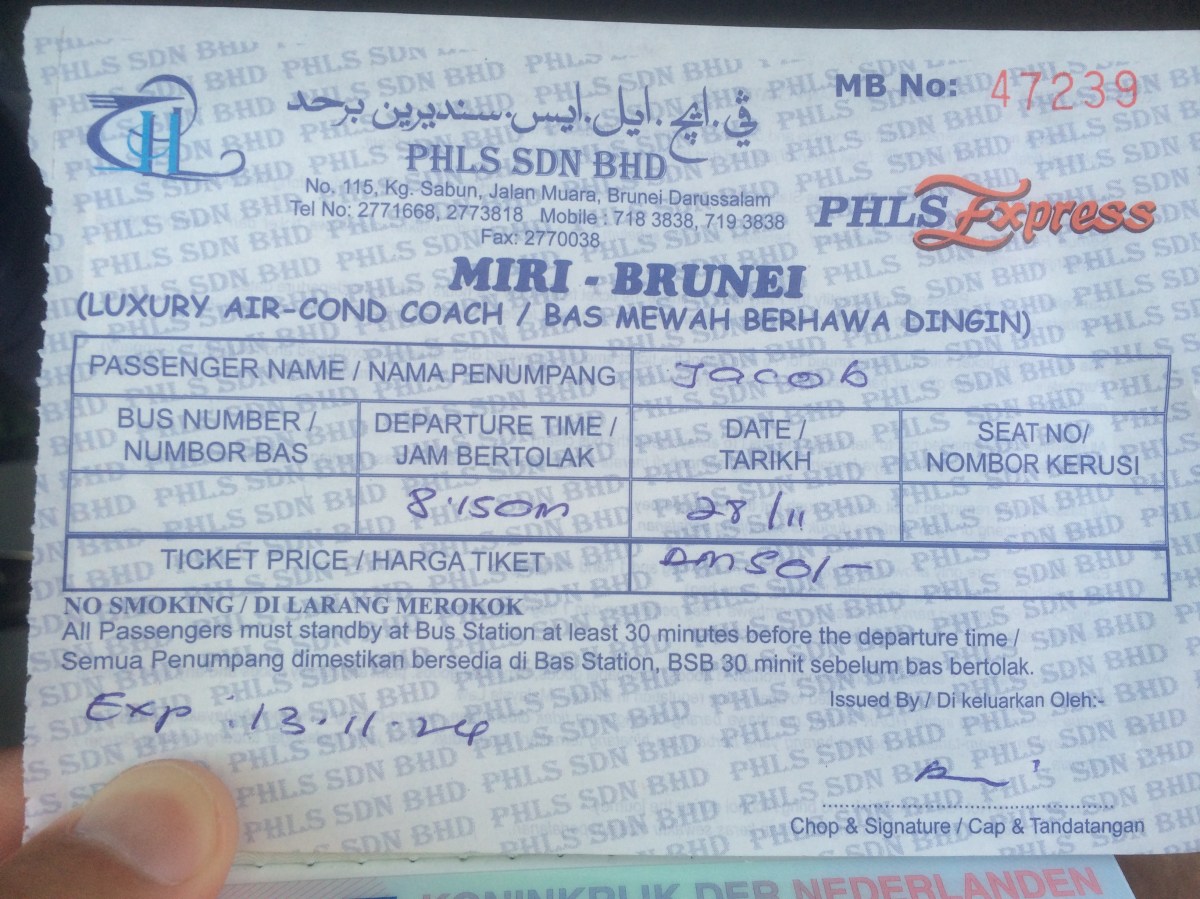 MB No: 47239
ڤي.ايچ.ايل.ايس.سنديرين برحد
PHLS SDN BHD
No. 115, Kg. Sabun, Jalan Muara, Brunei Darussalam
Tel No: 2771668, 2773818 Mobile : 718 3838, 719 3838
Fax: 2770038
PHLS Express
MIRI - BRUNEI
(LUXURY AIR-COND COACH / BAS MEWAH BERHAWA DINGIN)
PASSENGER NAME / NAMA PENUMPANG Jacob
BUS NUMBER / NUMBOR BAS
DEPARTURE TIME / JAM BERTOLAK
DATE / TARIKH
SEAT NO/ NOMBOR KERUSI
8:15am 28/11
TICKET PRICE / HARGA TIKET RM50/-
NO SMOKING / DI LARANG MEROKOK
All Passengers must standby at Bus Station at least 30 minutes before the departure time /
Semua Penumpang dimestikan bersedia di Bas Station, BSB 30 minit sebelum bas bertolak.
Issued By / Di keluarkan Oleh:-
Exp : 13.11.24
Chop & Signature / Cap & Tandatangan
KONINKRIJK DER NEDERLANDEN